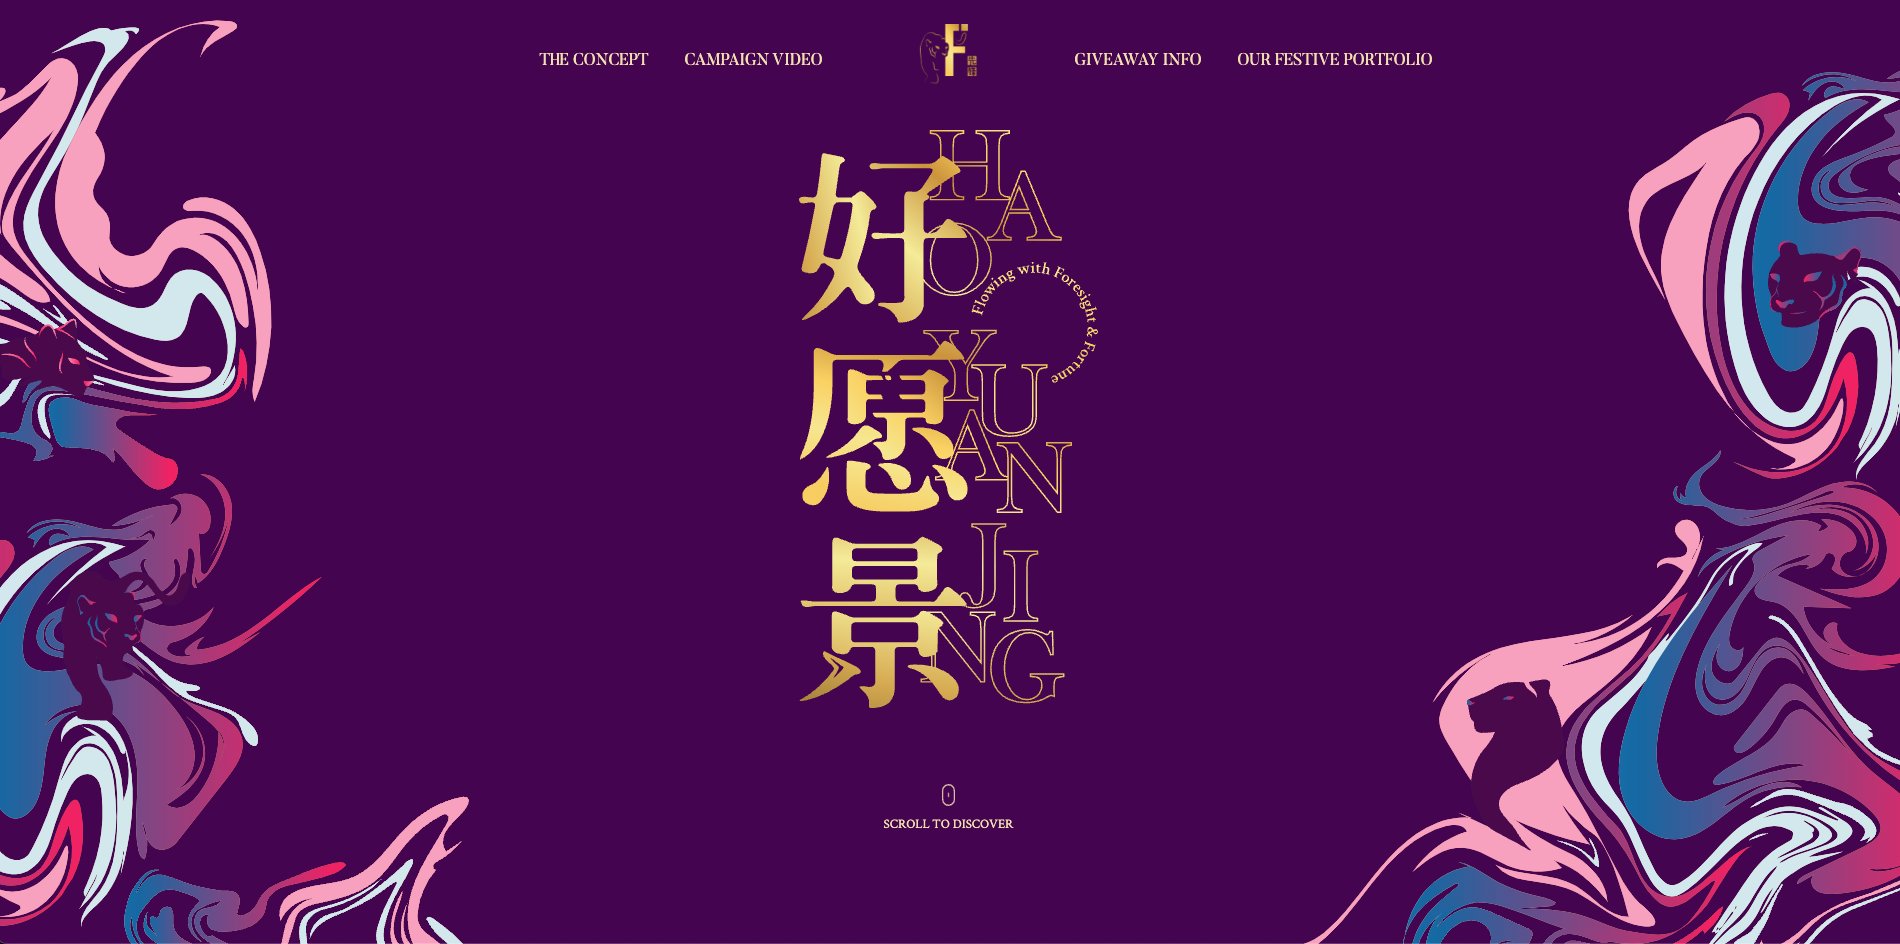 THE CONCEPT
CAMPAIGN VIDEO
F
GIVEAWAY INFO
OUR FESTIVE PORTFOLIO
好
HAO
Flowing with Foresight & Fortune
愿
YUAN
景
JING
SCROLL TO DISCOVER